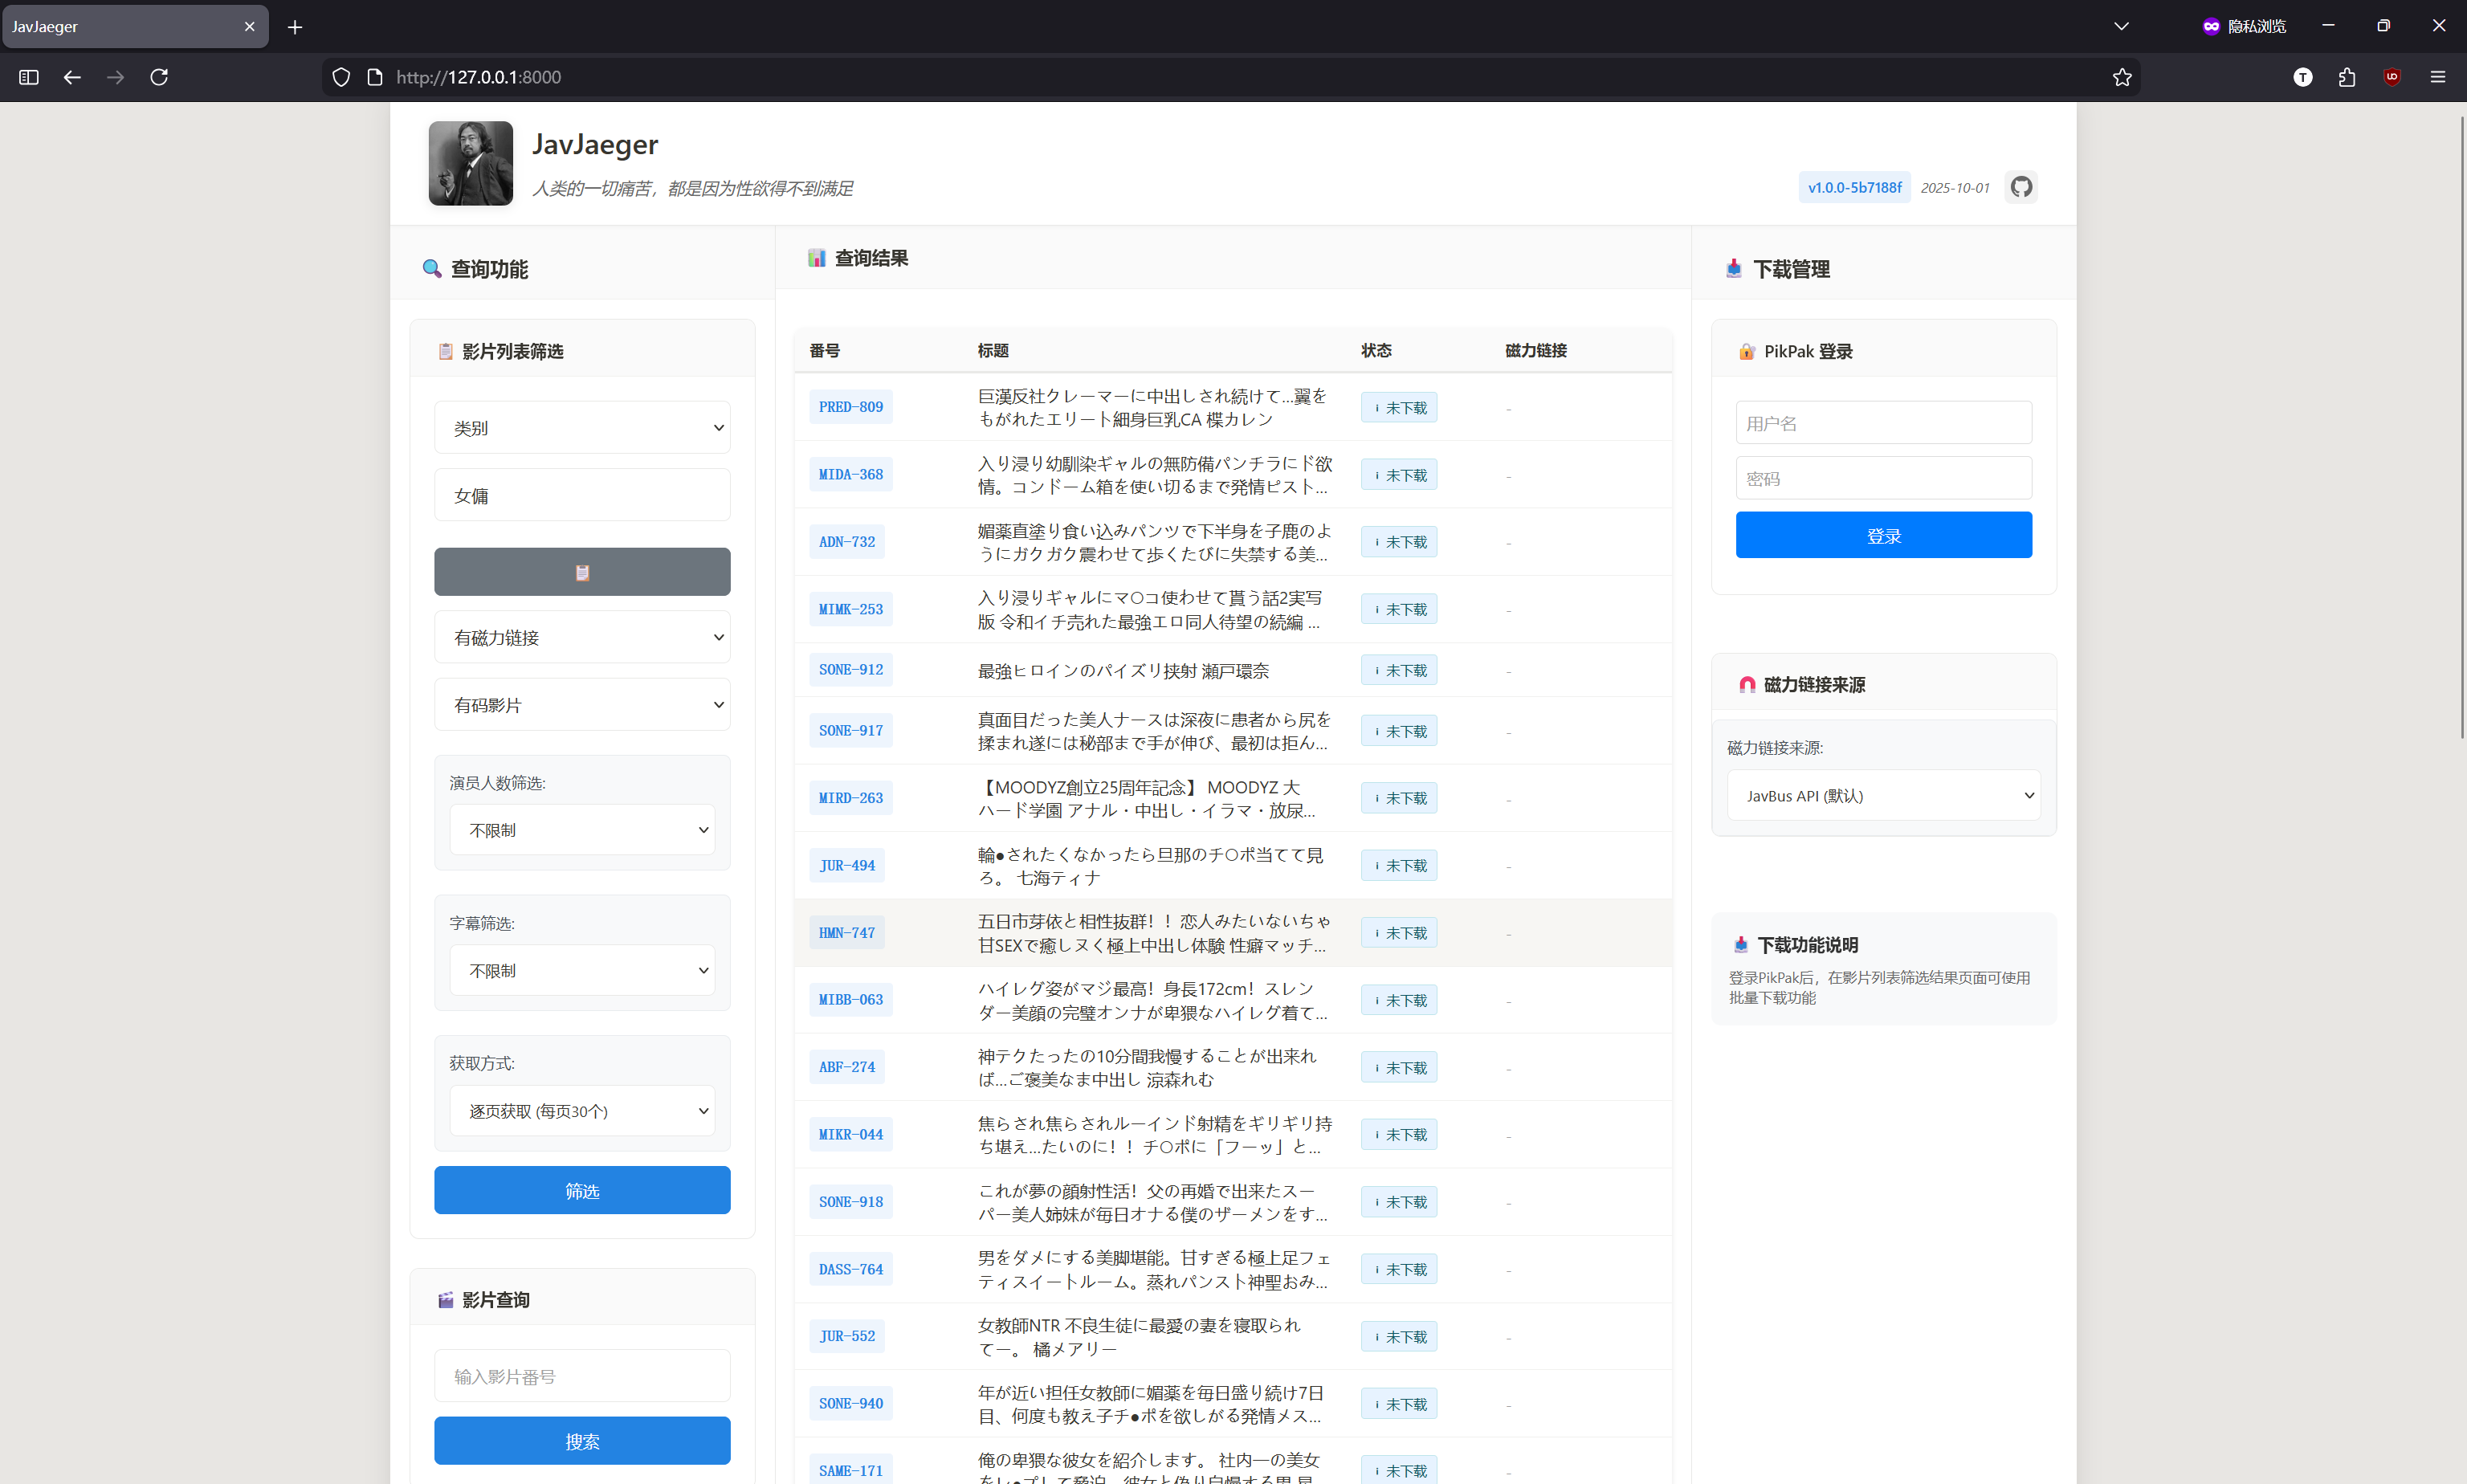 JavJaeger
隐私浏览
http://127.0.0.1:8000
JavJaeger
人类的一切痛苦，都是因为性欲得不到满足
v1.0.0-5b7188f 2025-10-01
查询功能
影片列表筛选
类别
女傭
有磁力链接
有码影片
演员人数筛选:
不限制
字幕筛选:
不限制
获取方式:
逐页获取 (每页30个)
筛选
影片查询
输入影片番号
搜索
查询结果
番号 标题 状态 磁力链接
PRED-809 巨漢反社クレーマーに中出しされ続けて…翼を 未下载 -
もがれたエリート細身巨乳CA 楪カレン
MIDA-368 入り浸り幼馴染ギャルの無防備パンチラにド欲 未下载 -
情。コンドーム箱を使い切るまで発情ピスト...
ADN-732 媚薬直塗り食い込みパンツで下半身を子鹿のよ 未下载 -
うにガクガク震わせて歩くたびに失禁する美...
MIMK-253 入り浸りギャルにマ○コ使わせて貰う話2実写 未下载 -
版 令和イチ売れた最強エロ同人待望の続編 ...
SONE-912 最強ヒロインのパイズリ挟射 瀬戸環奈 未下载 -
SONE-917 真面目だった美人ナースは深夜に患者から尻を 未下载 -
揉まれ遂には秘部まで手が伸び、最初は拒ん...
MIRD-263 【MOODYZ創立25周年記念】 MOODYZ 大 未下载 -
ハード学園 アナル・中出し・イラマ・放尿...
JUR-494 輪●されたくなかったら旦那のチ○ポ当てて見 未下载 -
ろ。 七海ティナ
HMN-747 五日市芽依と相性抜群！！恋人みたいないちゃ 未下载 -
甘SEXで癒しヌく極上中出し体験 性癖マッチ...
MIBB-063 ハイレグ姿がマジ最高！身長172cm！スレン 未下载 -
ダー美顔の完璧オンナが卑猥なハイレグ着て...
ABF-274 神テクたったの10分間我慢することが出来れ 未下载 -
ば…ご褒美なま中出し 涼森れむ
MIKR-044 焦らされ焦らされルーインド射精をギリギリ持 未下载 -
ち堪え…たいのに！！チ○ポに「フーッ」と...
SONE-918 これが夢の顔射性活！父の再婚で出来たスー 未下载 -
パー美人姉妹が毎日オナる僕のザーメンをす...
DASS-764 男をダメにする美脚堪能。甘すぎる極上足フェ 未下载 -
ティスイートルーム。蒸れパンスト神聖おみ...
JUR-552 女教師NTR 不良生徒に最愛の妻を寝取られ 未下载 -
てー。 橘メアリー
SONE-940 年が近い担任女教師に媚薬を毎日盛り続け7日 未下载 -
目、何度も教え子チ●ポを欲しがる発情メス...
SAME-171 俺の卑猥な彼女を紹介します。 社内一の美女 未下载 -
下载管理
PikPak 登录
用户名
密码
登录
磁力链接来源
磁力链接来源:
JavBus API (默认)
下载功能说明
登录PikPak后，在影片列表筛选结果页面可使用
批量下载功能